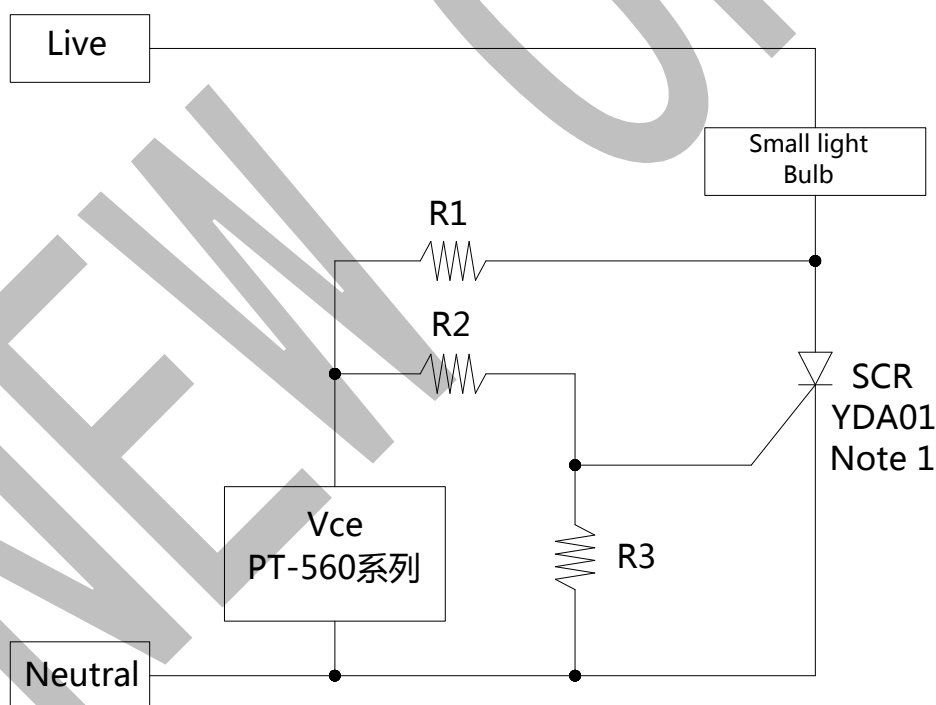 Live
Small light
Bulb
R1
R2
SCR
YDA01
Note 1
Vce
PT-560系列
R3
Neutral
NEW